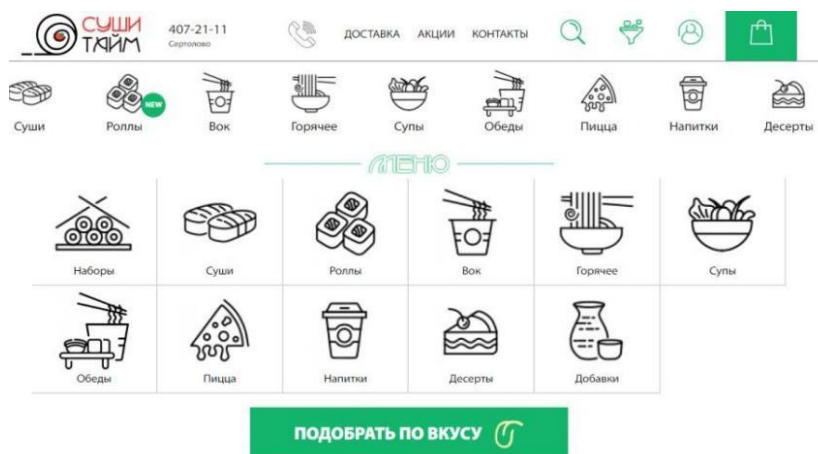 СУШИ
ТАЙМ
407-21-11
Сертолово
ДОСТАВКА АКЦИИ КОНТАКТЫ
NEW
Суши Роллы Вок Горячее Супы Обеды Пицца Напитки Десерты
МЕНЮ
Наборы Суши Роллы Вок Горячее Супы
Обеды Пицца Напитки Десерты Добавки
ПОДОБРАТЬ ПО ВКУСУ